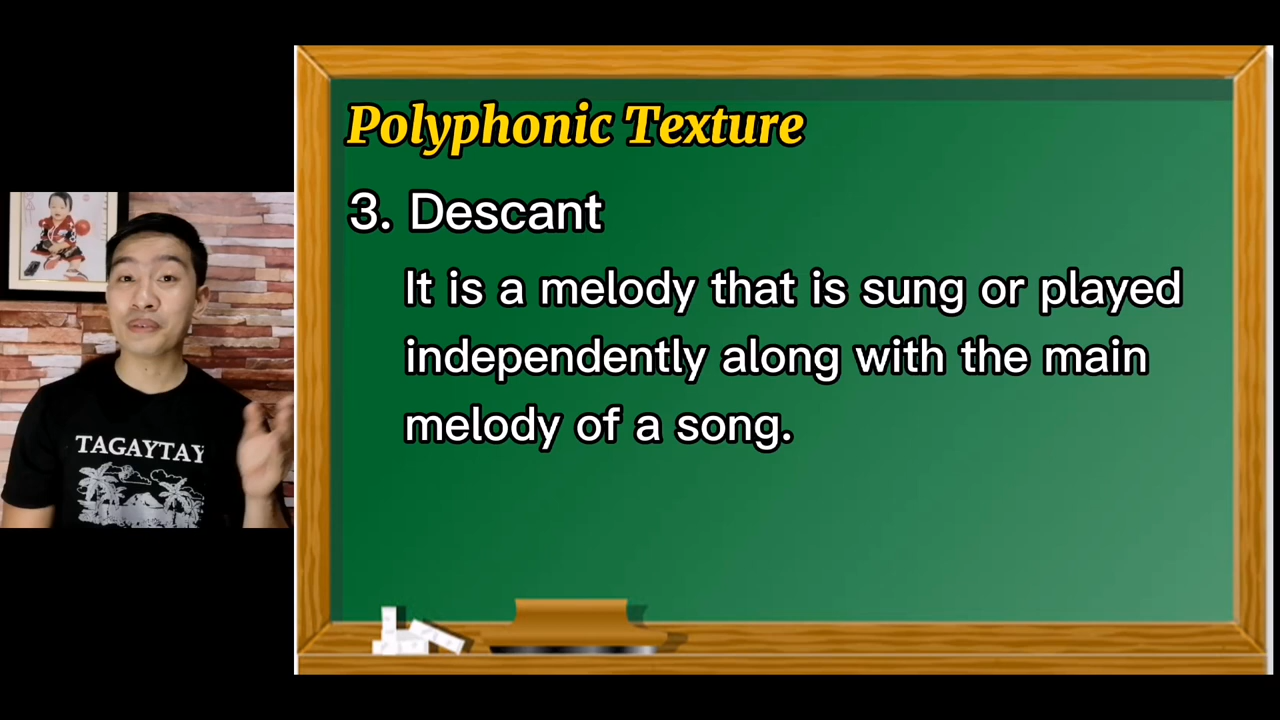 Polyphonic Texture
3. Descant
It is a melody that is sung or played
independently along with the main
melody of a song.
TAGAYTAY